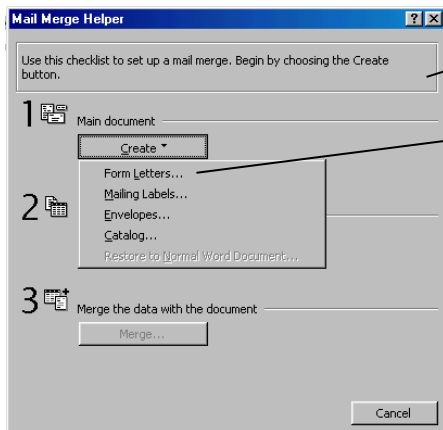 Mail Merge Helper
Use this checklist to set up a mail merge. Begin by choosing the Create
button.
1 Main document
Create
Form Letters...
Mailing Labels...
2 Envelopes...
Catalog...
Restore to Normal Word Document...
3 Merge the data with the document
Merge...
Cancel